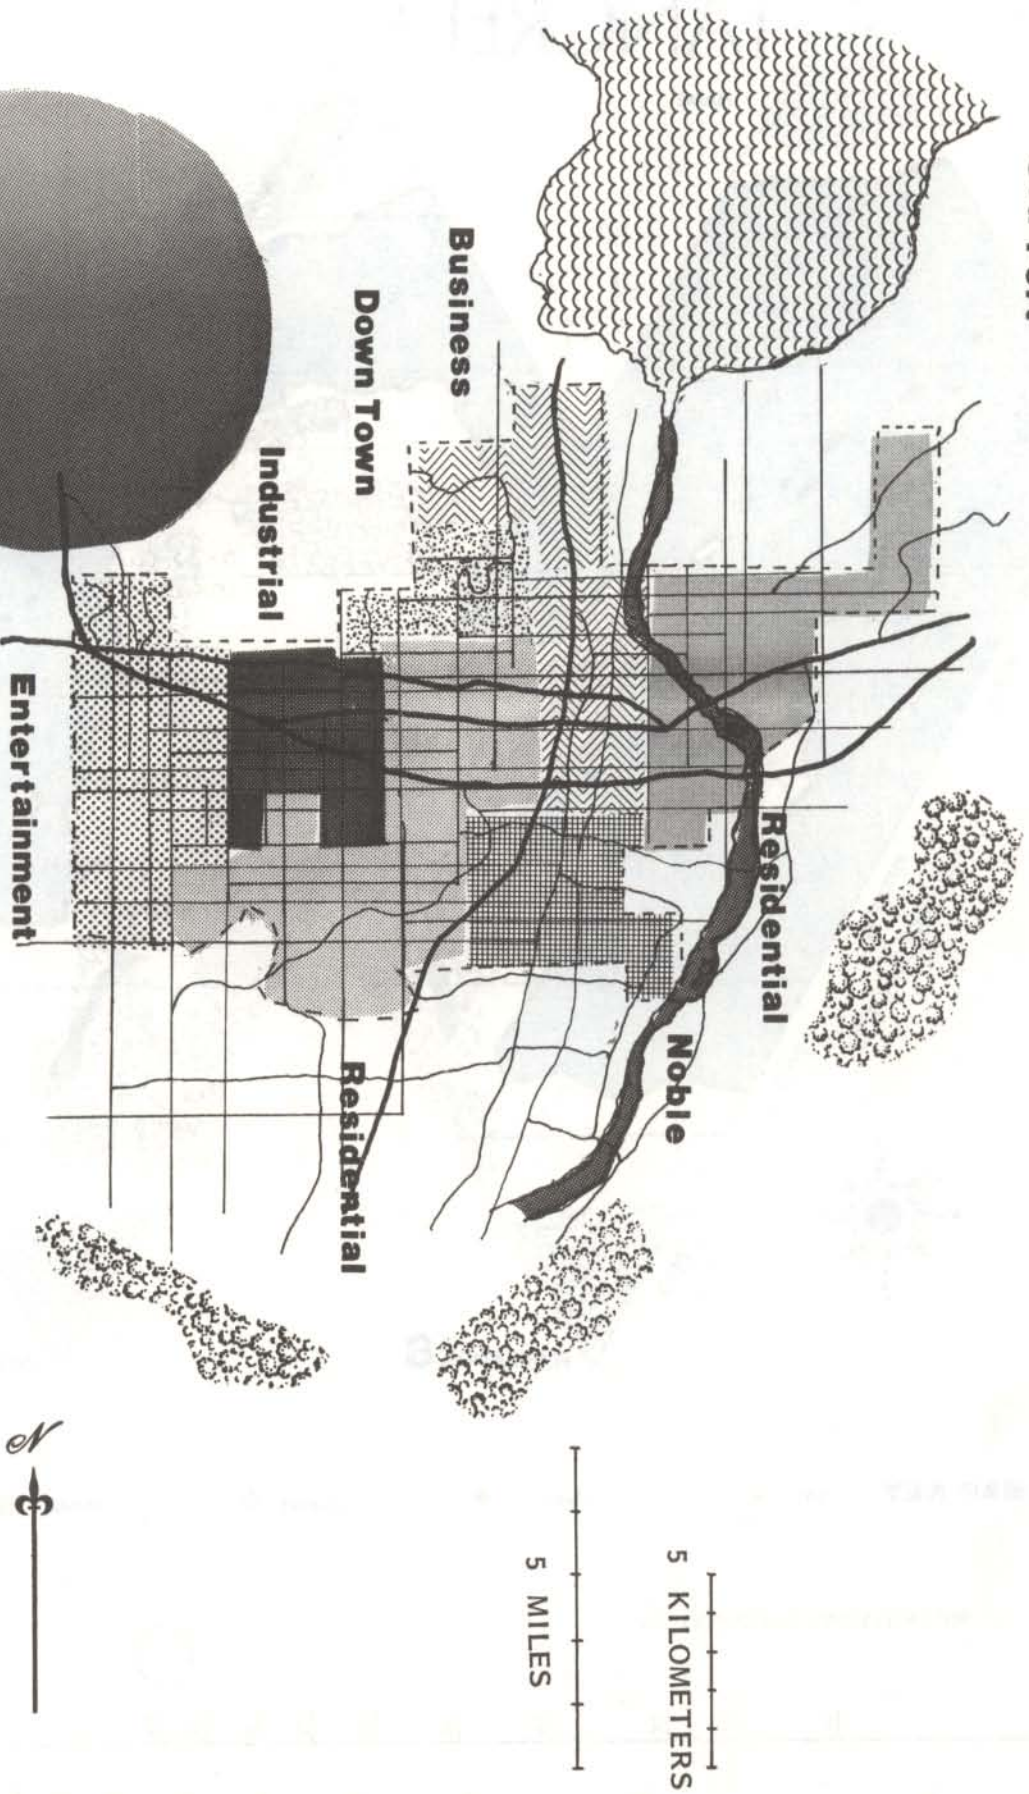 Business
Down Town
Industrial
Entertainment
Residential
Noble
Residential
N
5 MILES
5 KILOMETERS